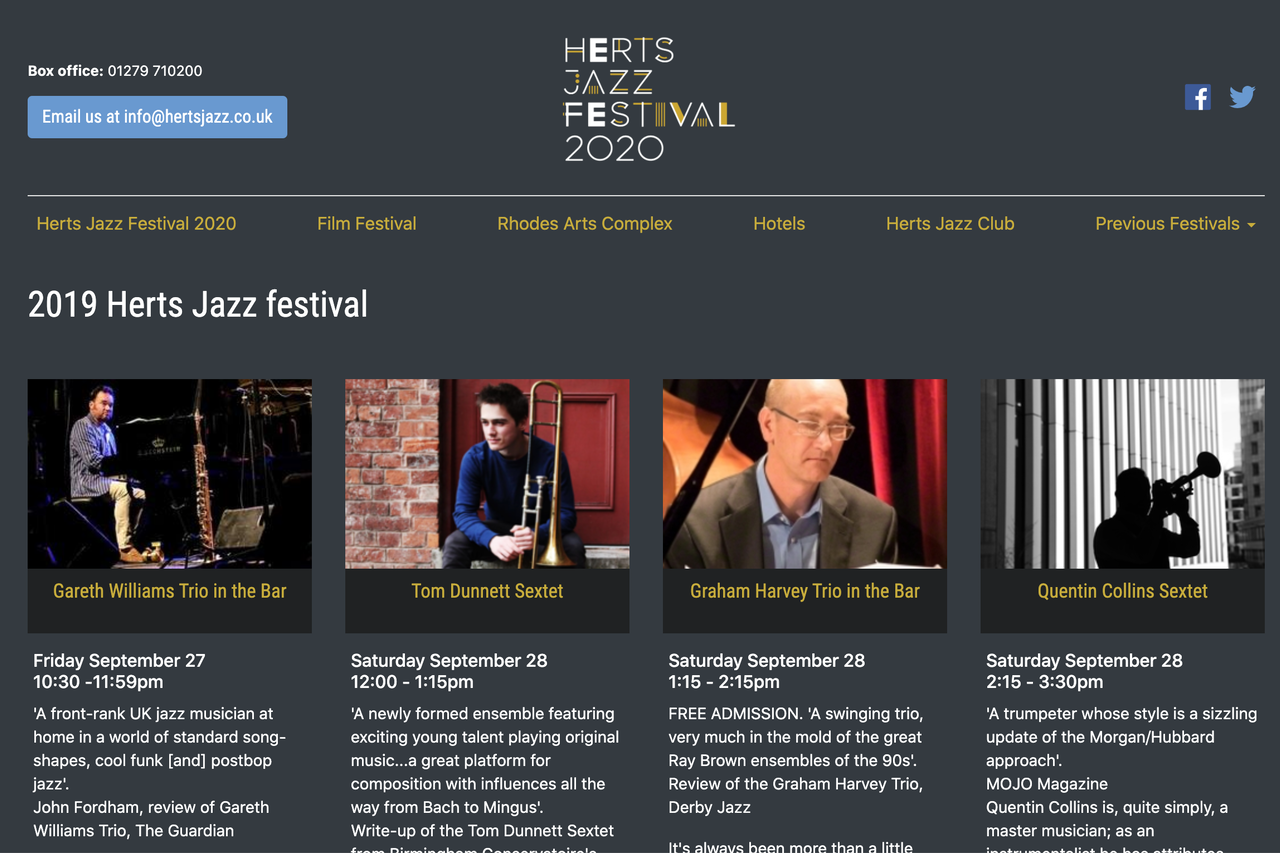 Box office: 01279 710200
Email us at info@hertsjazz.co.uk
HERTS
JAZZ
FESTIVAL
2020
Herts Jazz Festival 2020
Film Festival
Rhodes Arts Complex
Hotels
Herts Jazz Club
Previous Festivals
2019 Herts Jazz festival
C.BECHSTEIN
Gareth Williams Trio in the Bar
Friday September 27
10:30 -11:59pm
'A front-rank UK jazz musician at
home in a world of standard song-
shapes, cool funk [and] postbop
jazz'.
John Fordham, review of Gareth
Williams Trio, The Guardian
Tom Dunnett Sextet
Saturday September 28
12:00 - 1:15pm
'A newly formed ensemble featuring
exciting young talent playing original
music...a great platform for
composition with influences all the
way from Bach to Mingus'.
Write-up of the Tom Dunnett Sextet
from Birmingham Conservatoire's
Graham Harvey Trio in the Bar
Saturday September 28
1:15 - 2:15pm
FREE ADMISSION. 'A swinging trio,
very much in the mold of the great
Ray Brown ensembles of the 90s'.
Review of the Graham Harvey Trio,
Derby Jazz
It's always been more than a little
Quentin Collins Sextet
Saturday September 28
2:15 - 3:30pm
'A trumpeter whose style is a sizzling
update of the Morgan/Hubbard
approach'.
MOJO Magazine
Quentin Collins is, quite simply, a
master musician; as an
instrumentalist he has attributes